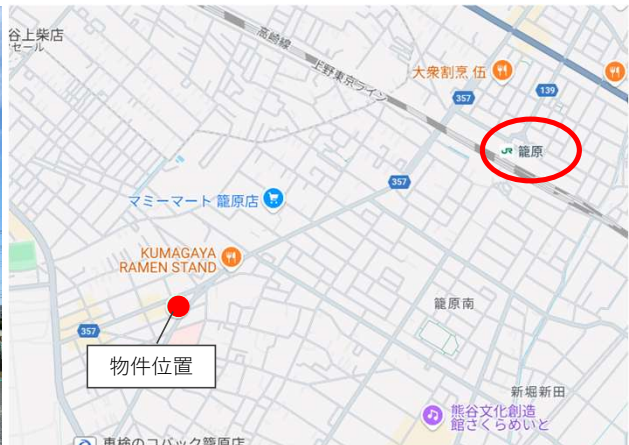 谷上柴店
セール
高崎線
上野東京ライン
大衆割烹 伍
139
357
JR 籠原
357
マミーマート 籠原店
KUMAGAYA
RAMEN STAND
籠原南
357
物件位置
新堀新田
熊谷文化創造
館さくらめいと
車検のコバック籠原店